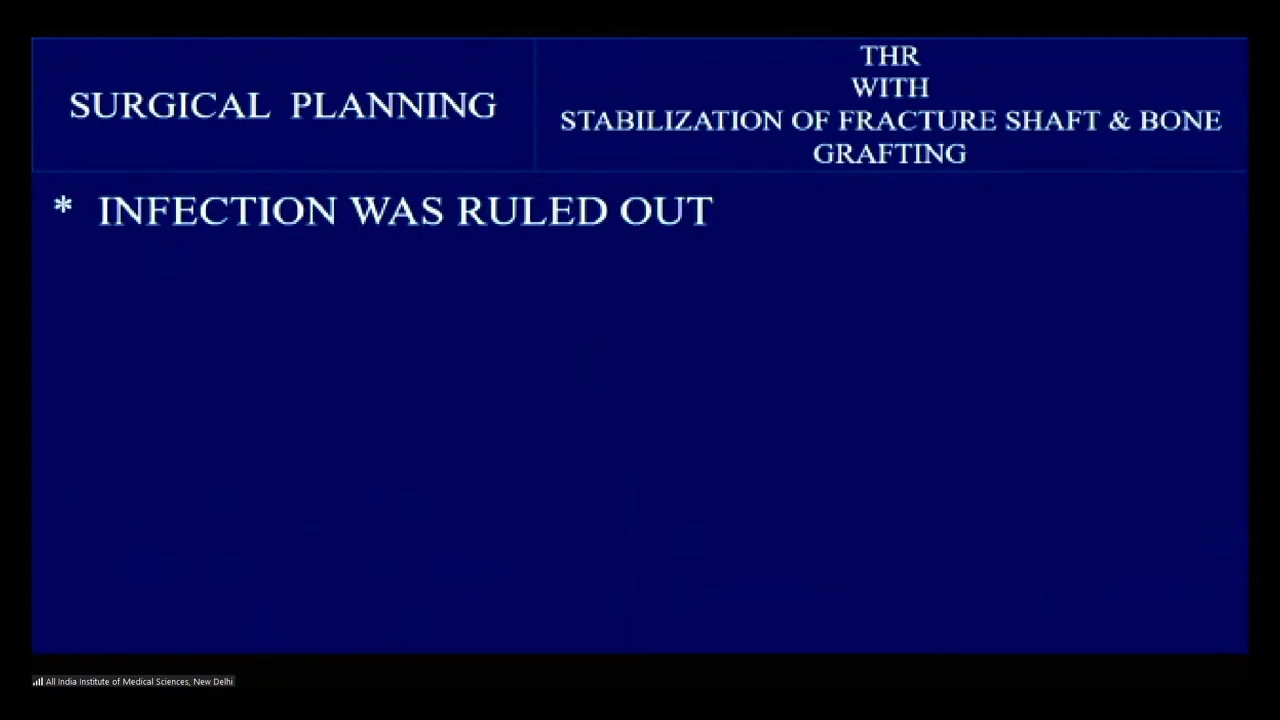 SURGICAL PLANNING
THR
WITH
STABILIZATION OF FRACTURE SHAFT & BONE
GRAFTING
* INFECTION WAS RULED OUT
All India Institute of Medical Sciences, New Delhi